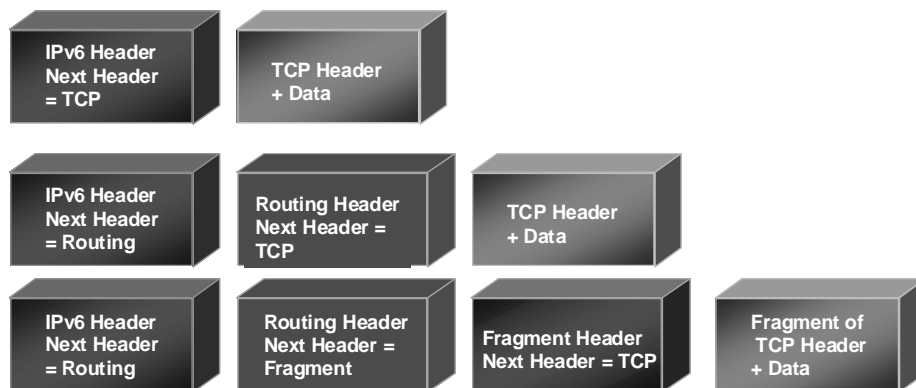 IPv6 Header
Next Header
= TCP
TCP Header
+ Data
IPv6 Header
Next Header
= Routing
Routing Header
Next Header =
TCP
TCP Header
+ Data
IPv6 Header
Next Header
= Routing
Routing Header
Next Header =
Fragment
Fragment Header
Next Header = TCP
Fragment of
TCP Header
+ Data